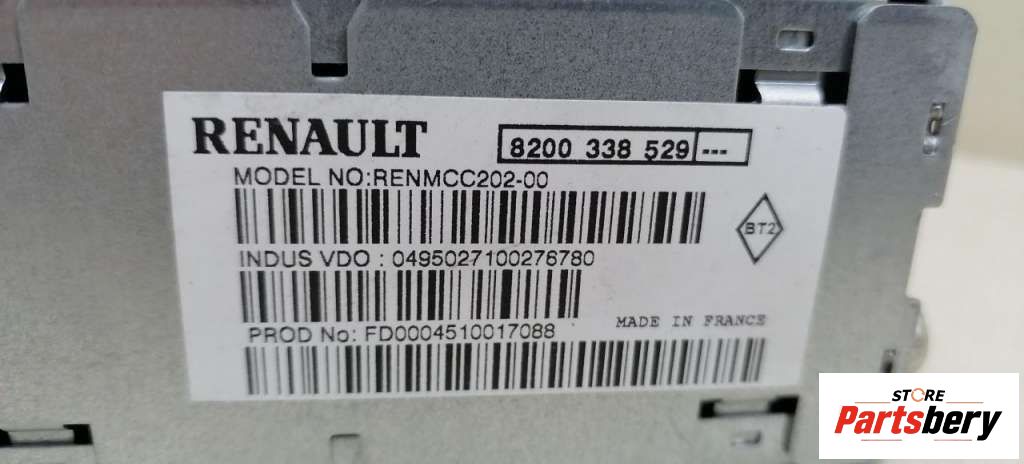 RENAULT 8200 338 529 ---
MODEL NO:RENMCC202-00
BT2
INDUS VDO : 0495027100276780
MADE IN FRANCE
PROD No: FD0004510017088
STORE
Partsbery